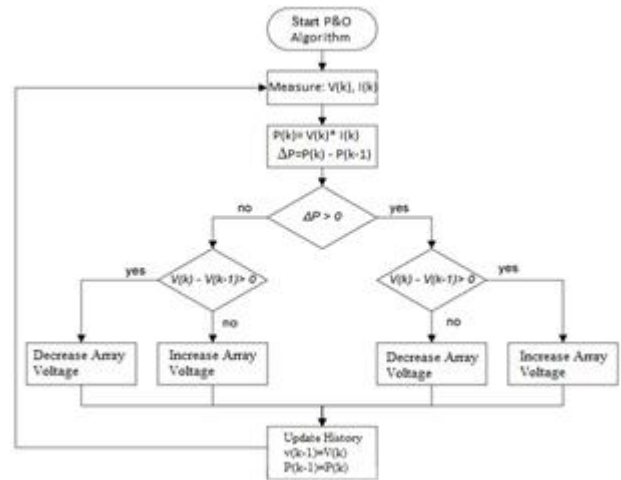 Start P&O
Algorithm
Measure: V(k), I(k)
P(k)= V(k)* I(k)
ΔP=P(k) - P(k-1)
no
ΔP > 0
yes
yes
V(k) - V(k-1)> 0
no
V(k) - V(k-1)> 0
yes
no
Decrease Array
Voltage
Increase Array
Voltage
Decrease Array
Voltage
Increase Array
Voltage
Update History
v(k-1)=V(k)
P(k-1)=P(k)